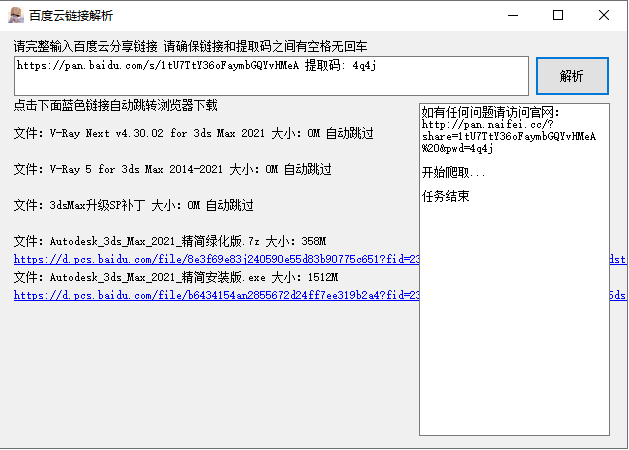 百度云链接解析
请完整输入百度云分享链接 请确保链接和提取码之间有空格无回车
https://pan.baidu.com/s/1tU7TtY36oFaymbGQYvHMeA 提取码: 4q4j
解析
点击下面蓝色链接自动跳转浏览器下载
文件: V-Ray Next v4.30.02 for 3ds Max 2021 大小: 0M 自动跳过
文件: V-Ray 5 for 3ds Max 2014-2021 大小: 0M 自动跳过
文件: 3dsMax升级SP补丁 大小: 0M 自动跳过
文件: Autodesk_3ds_Max_2021_精简绿化版.7z 大小: 358M
https://d.pcs.baidu.com/file/8e3f69e83j240590e55d83b90775c651?fid=23
dst
文件: Autodesk_3ds_Max_2021_精简安装版.exe 大小: 1512M
https://d.pcs.baidu.com/file/b6434154an2855672d24ff7ee319b2a4?fid=23
5ds
如有任何问题请访问官网:
http://pan.naifei.cc/?
share=1tU7TtY36oFaymbGQYvHMeA
%20&pwd=4q4j
开始爬取...
任务结束